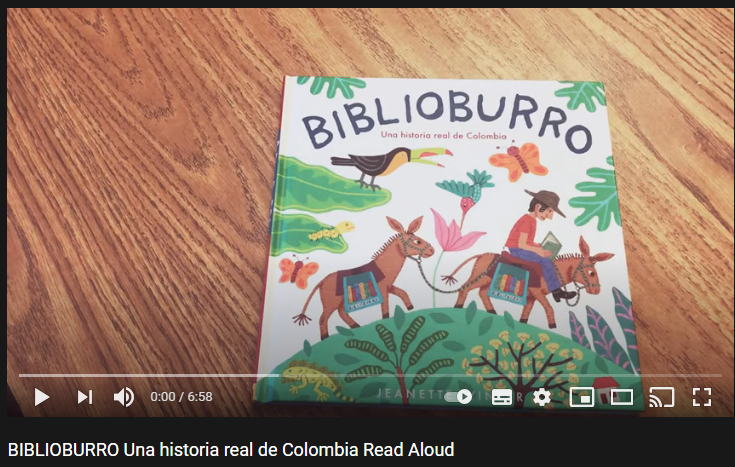 BIBLIOBURRO
Una historia real de Colombia
0:00 / 6:58
BIBLIOBURRO Una historia real de Colombia Read Aloud